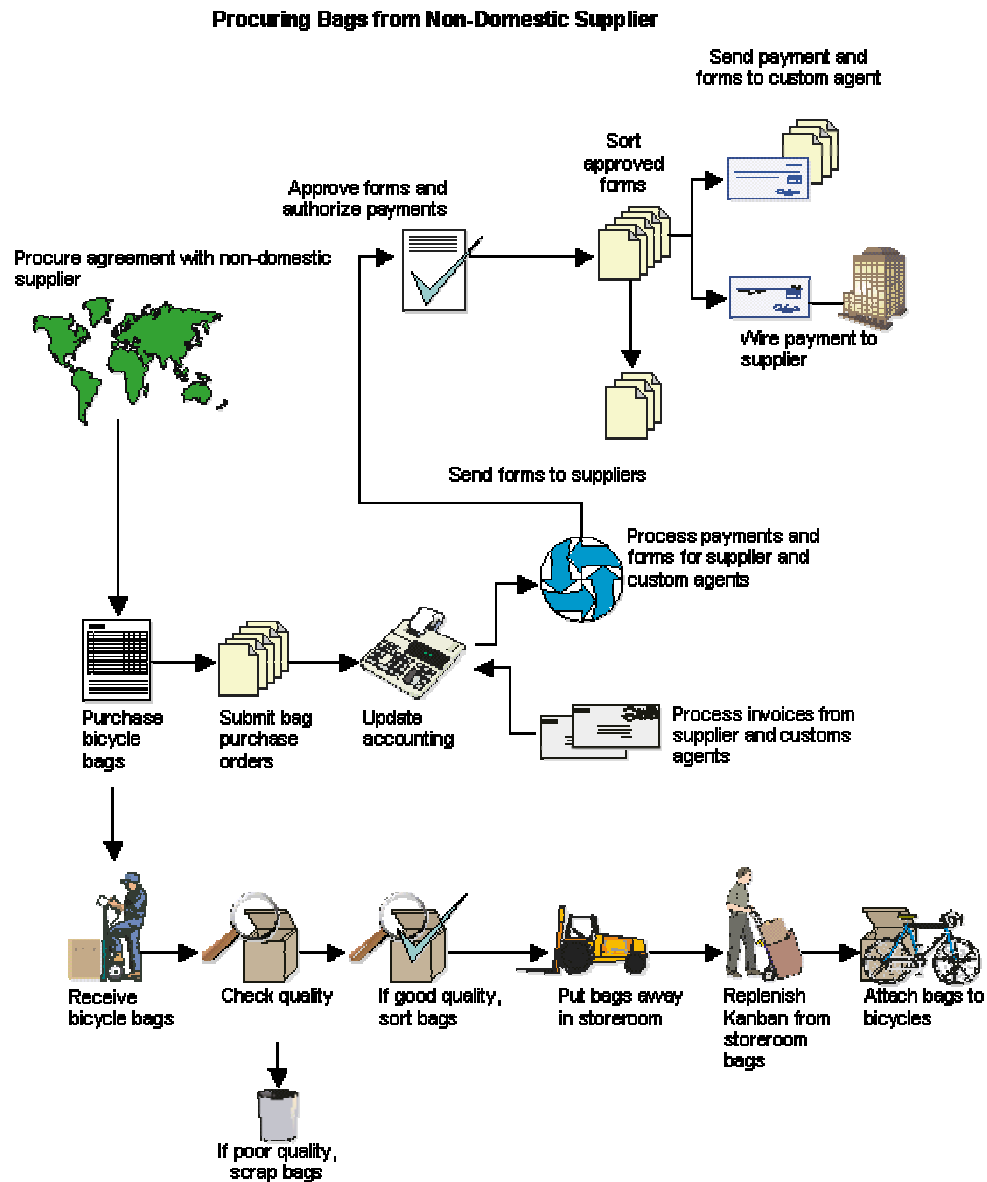 Procuring Bags from Non-Domestic Supplier
Send payment and
forms to custom agent
Sort
approved
forms
Approve forms and
authorize payments
Procure agreement with non-domestic
supplier
Wire payment to
supplier
Send forms to suppliers
Process payments and
forms for supplier and
custom agents
Purchase
bicycle
bags
Submit bag
purchase
orders
Update
accounting
Process invoices from
supplier and customs
agents
Receive
bicycle bags
Check quality
If good quality,
sort bags
Put bags away
in storeroom
Replenish
Kanban from
storeroom
bags
Attach bags to
bicycles
If poor quality,
scrap bags